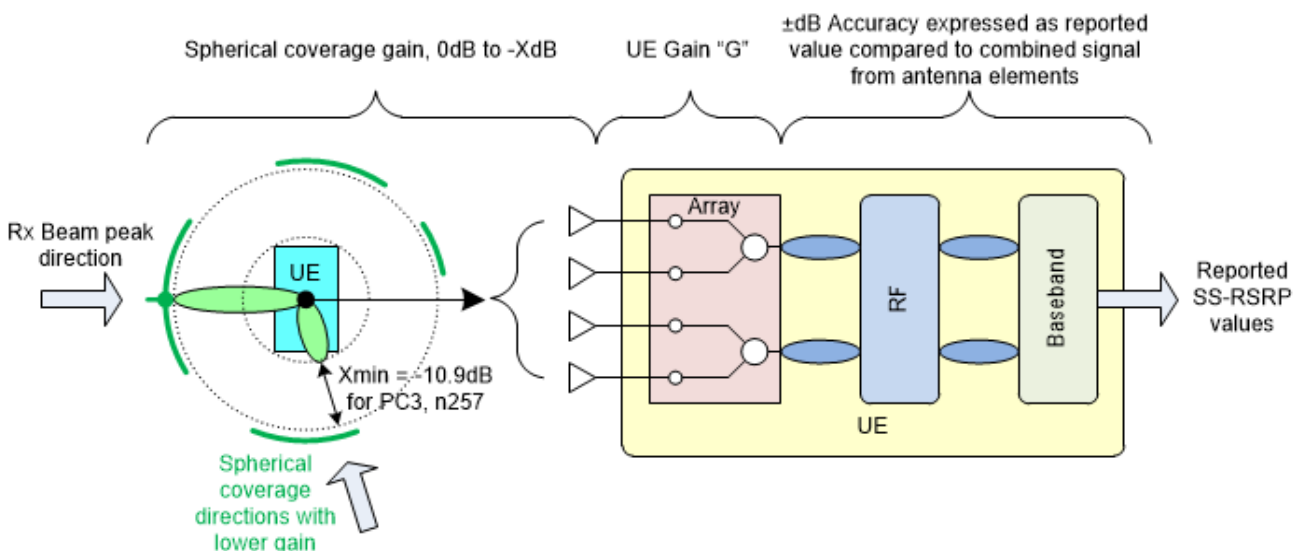 Spherical coverage gain, 0dB to -XdB
UE Gain “G”
±dB Accuracy expressed as reported
value compared to combined signal
from antenna elements
Rx Beam peak
direction
UE
Xmin = -10.9dB
for PC3, n257
Spherical
coverage
directions with
lower gain
Array
RF
Baseband
UE
Reported
SS-RSRP
values